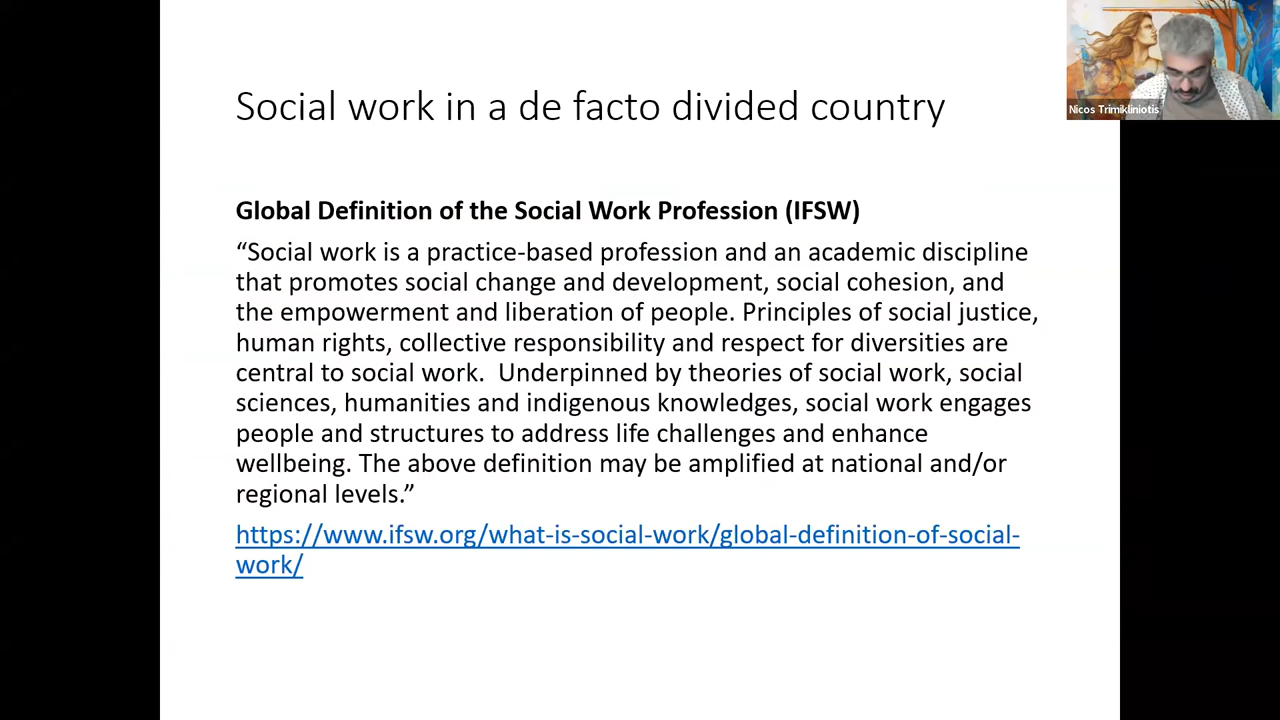 Social work in a de facto divided country
Nicos Trimikliniotis
Global Definition of the Social Work Profession (IFSW)
“Social work is a practice-based profession and an academic discipline
that promotes social change and development, social cohesion, and
the empowerment and liberation of people. Principles of social justice,
human rights, collective responsibility and respect for diversities are
central to social work.  Underpinned by theories of social work, social
sciences, humanities and indigenous knowledges, social work engages
people and structures to address life challenges and enhance
wellbeing. The above definition may be amplified at national and/or
regional levels.”
https://www.ifsw.org/what-is-social-work/global-definition-of-social-
work/